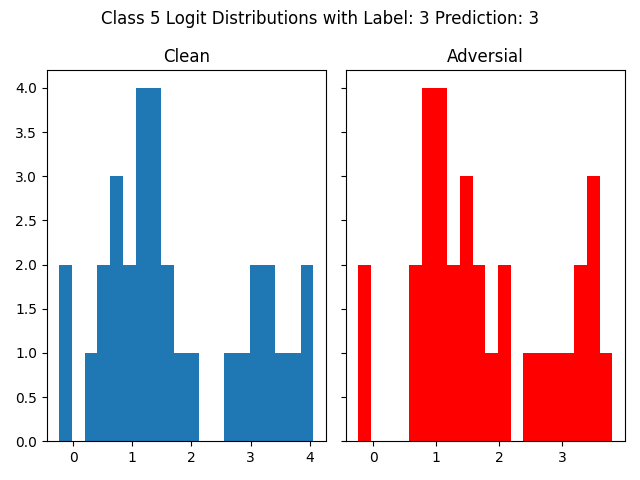 Class 5 Logit Distributions with Label: 3 Prediction: 3
Clean
Adversial
4.0
3.5
3.0
2.5
2.0
1.5
1.0
0.5
0.0
0 1 2 3 4
0 1 2 3